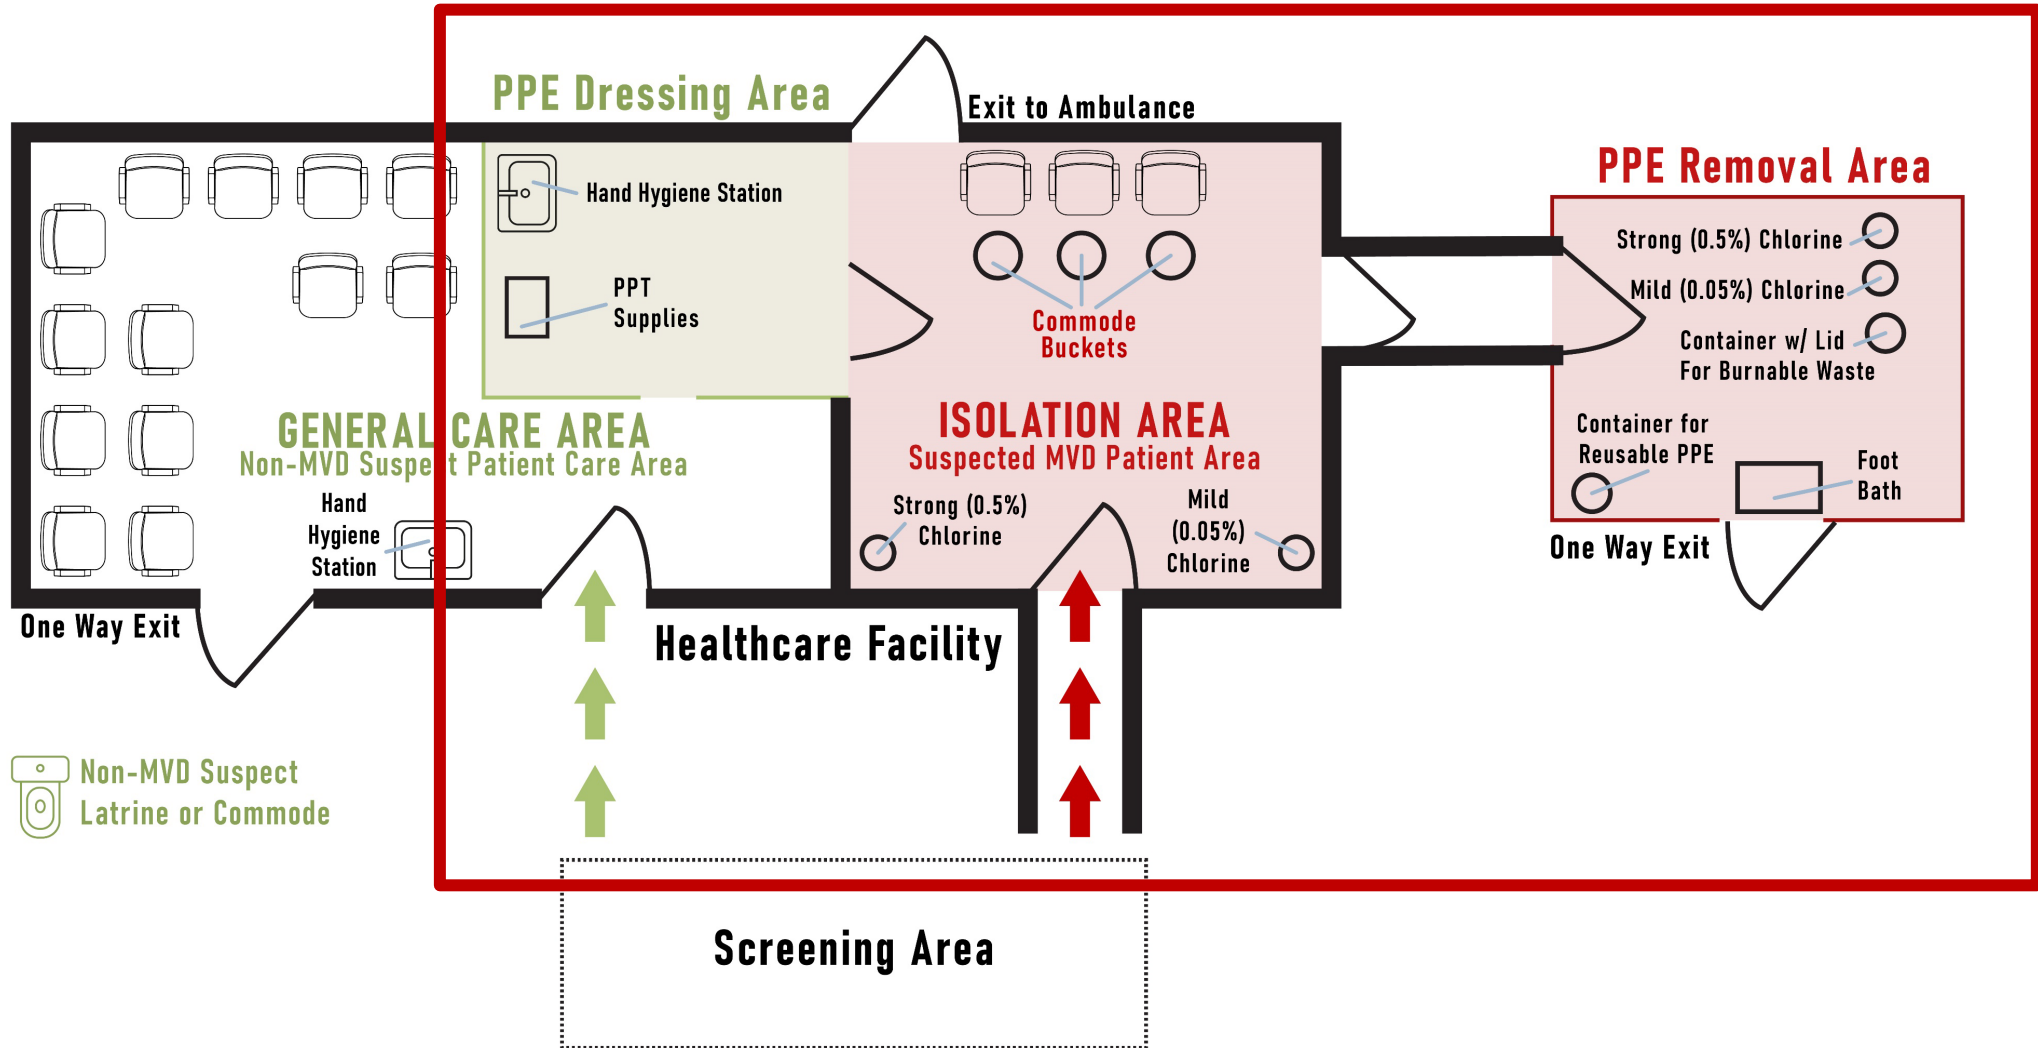 PPE Dressing Area
Exit to Ambulance
PPE Removal Area
Hand Hygiene Station
PPT
Supplies
Commode
Buckets
Strong (0.5%) Chlorine
Mild (0.05%) Chlorine
Container w/ Lid
For Burnable Waste
GENERAL CARE AREA
Non-MVD Suspect Patient Care Area
ISOLATION AREA
Suspected MVD Patient Area
Container for
Reusable PPE
Foot
Bath
Hand
Hygiene
Station
Strong (0.5%)
Chlorine
Mild
(0.05%)
Chlorine
One Way Exit
One Way Exit
Healthcare Facility
Non-MVD Suspect
Latrine or Commode
Screening Area